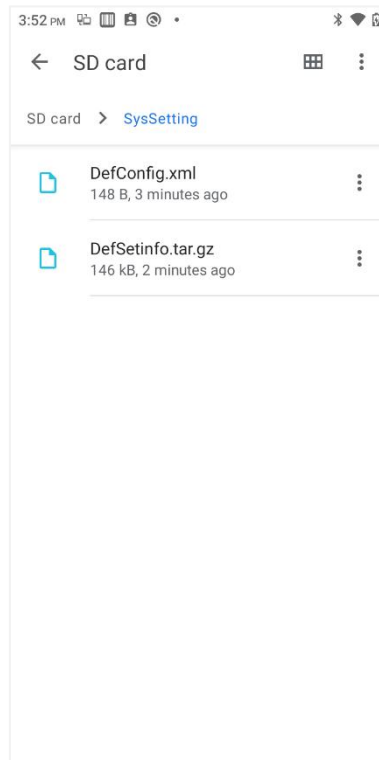 3:52 PM
SD card
SD card > SysSetting
DefConfig.xml
148 B, 3 minutes ago
DefSetinfo.tar.gz
146 kB, 2 minutes ago